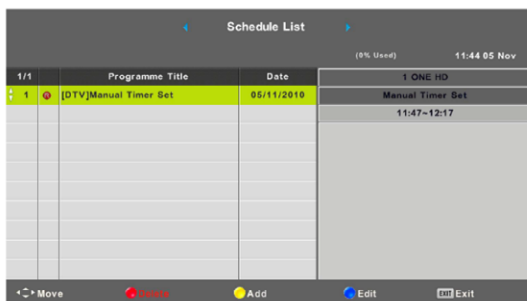 Schedule List
(0% Used) 11:44 05 Nov
1/1 Programme Title Date 1 ONE HD
1 R [DTV]Manual Timer Set 05/11/2010 Manual Timer Set
11:47~12:17
Move Delete Add Edit EXIT Exit